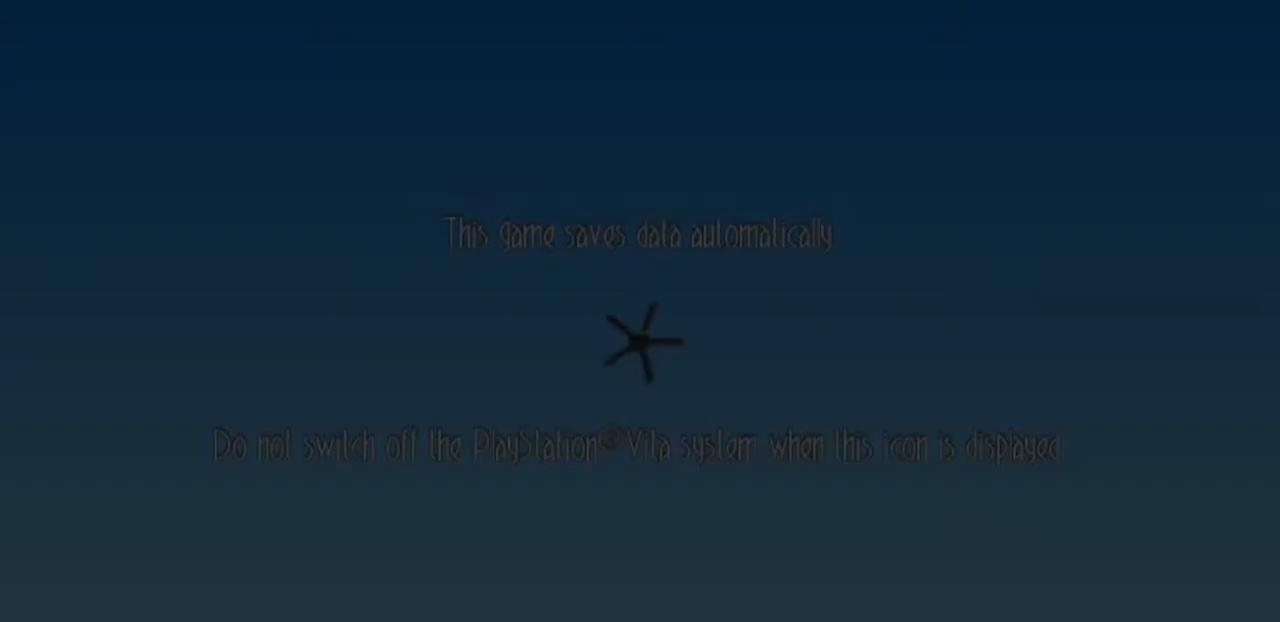 This game saves data automatically
Do not switch off the PlayStation®Vita system when this icon is displayed